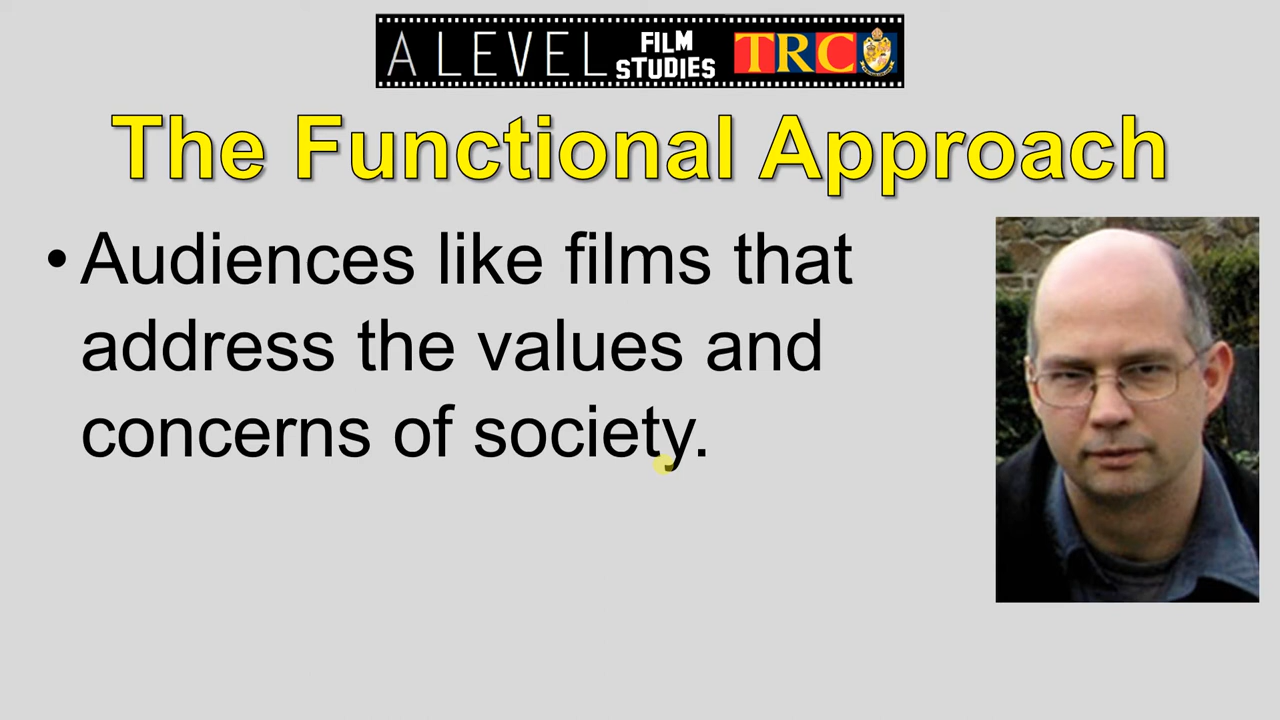 A LEVEL FILM STUDIES TRC
The Functional Approach
• Audiences like films that
address the values and
concerns of society.